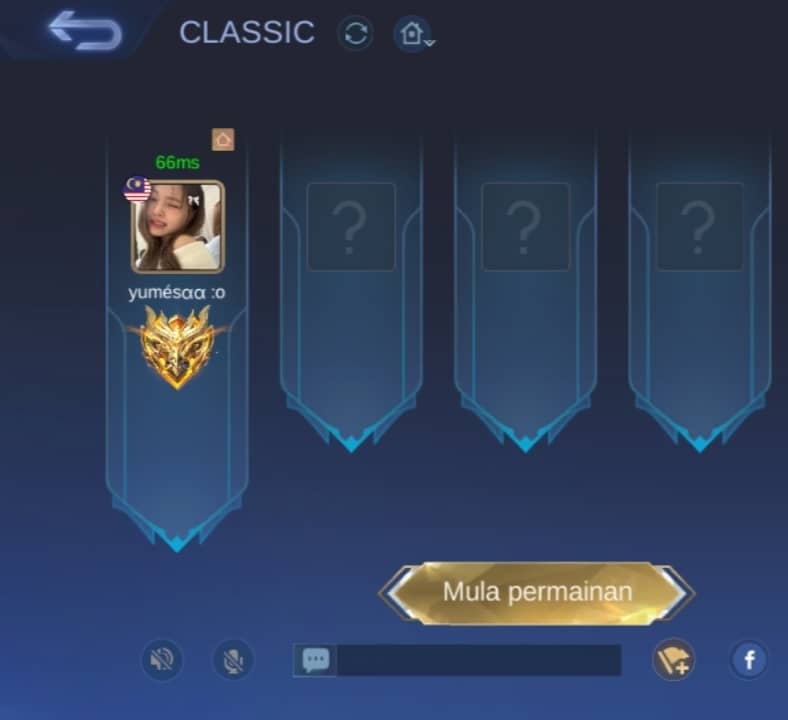 CLASSIC
66ms
yumésαα :o
?
?
?
Mula permainan
f